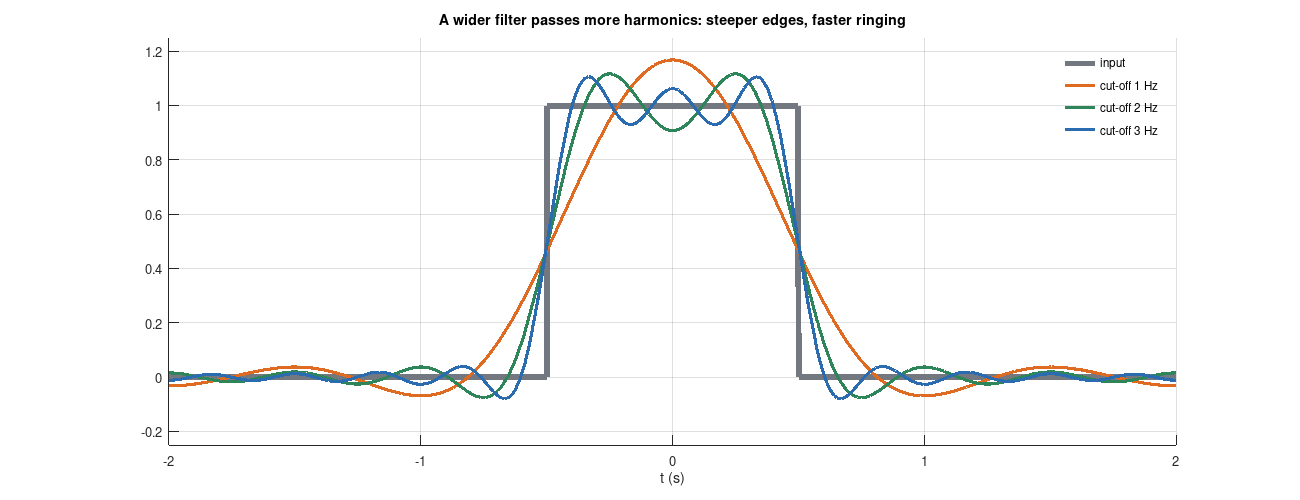 A wider filter passes more harmonics: steeper edges, faster ringing
input
cut-off 1 Hz
cut-off 2 Hz
cut-off 3 Hz
1.2
1
0.8
0.6
0.4
0.2
0
-0.2
-2
-1
0
1
2
t (s)